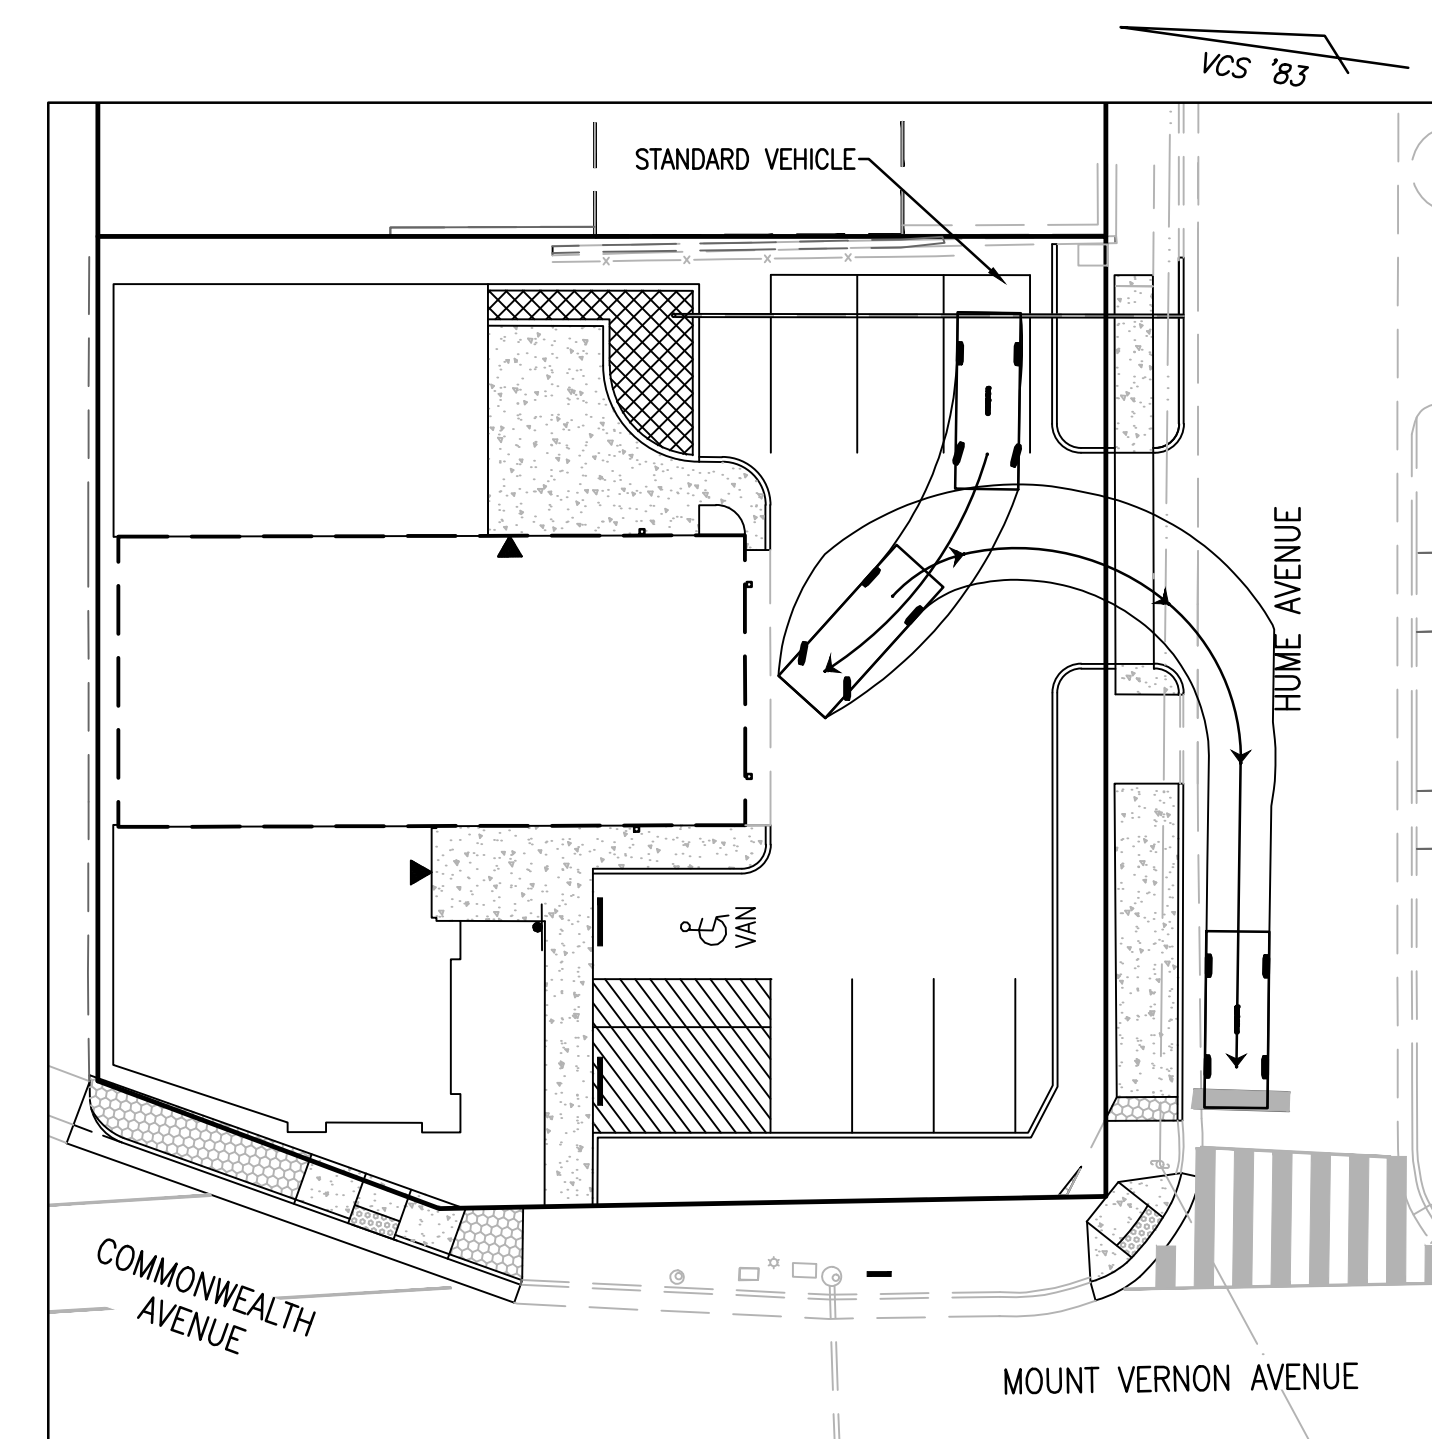 VCS '83
STANDARD VEHICLE
HUME AVENUE
VAN
COMMONWEALTH
AVENUE
MOUNT VERNON AVENUE